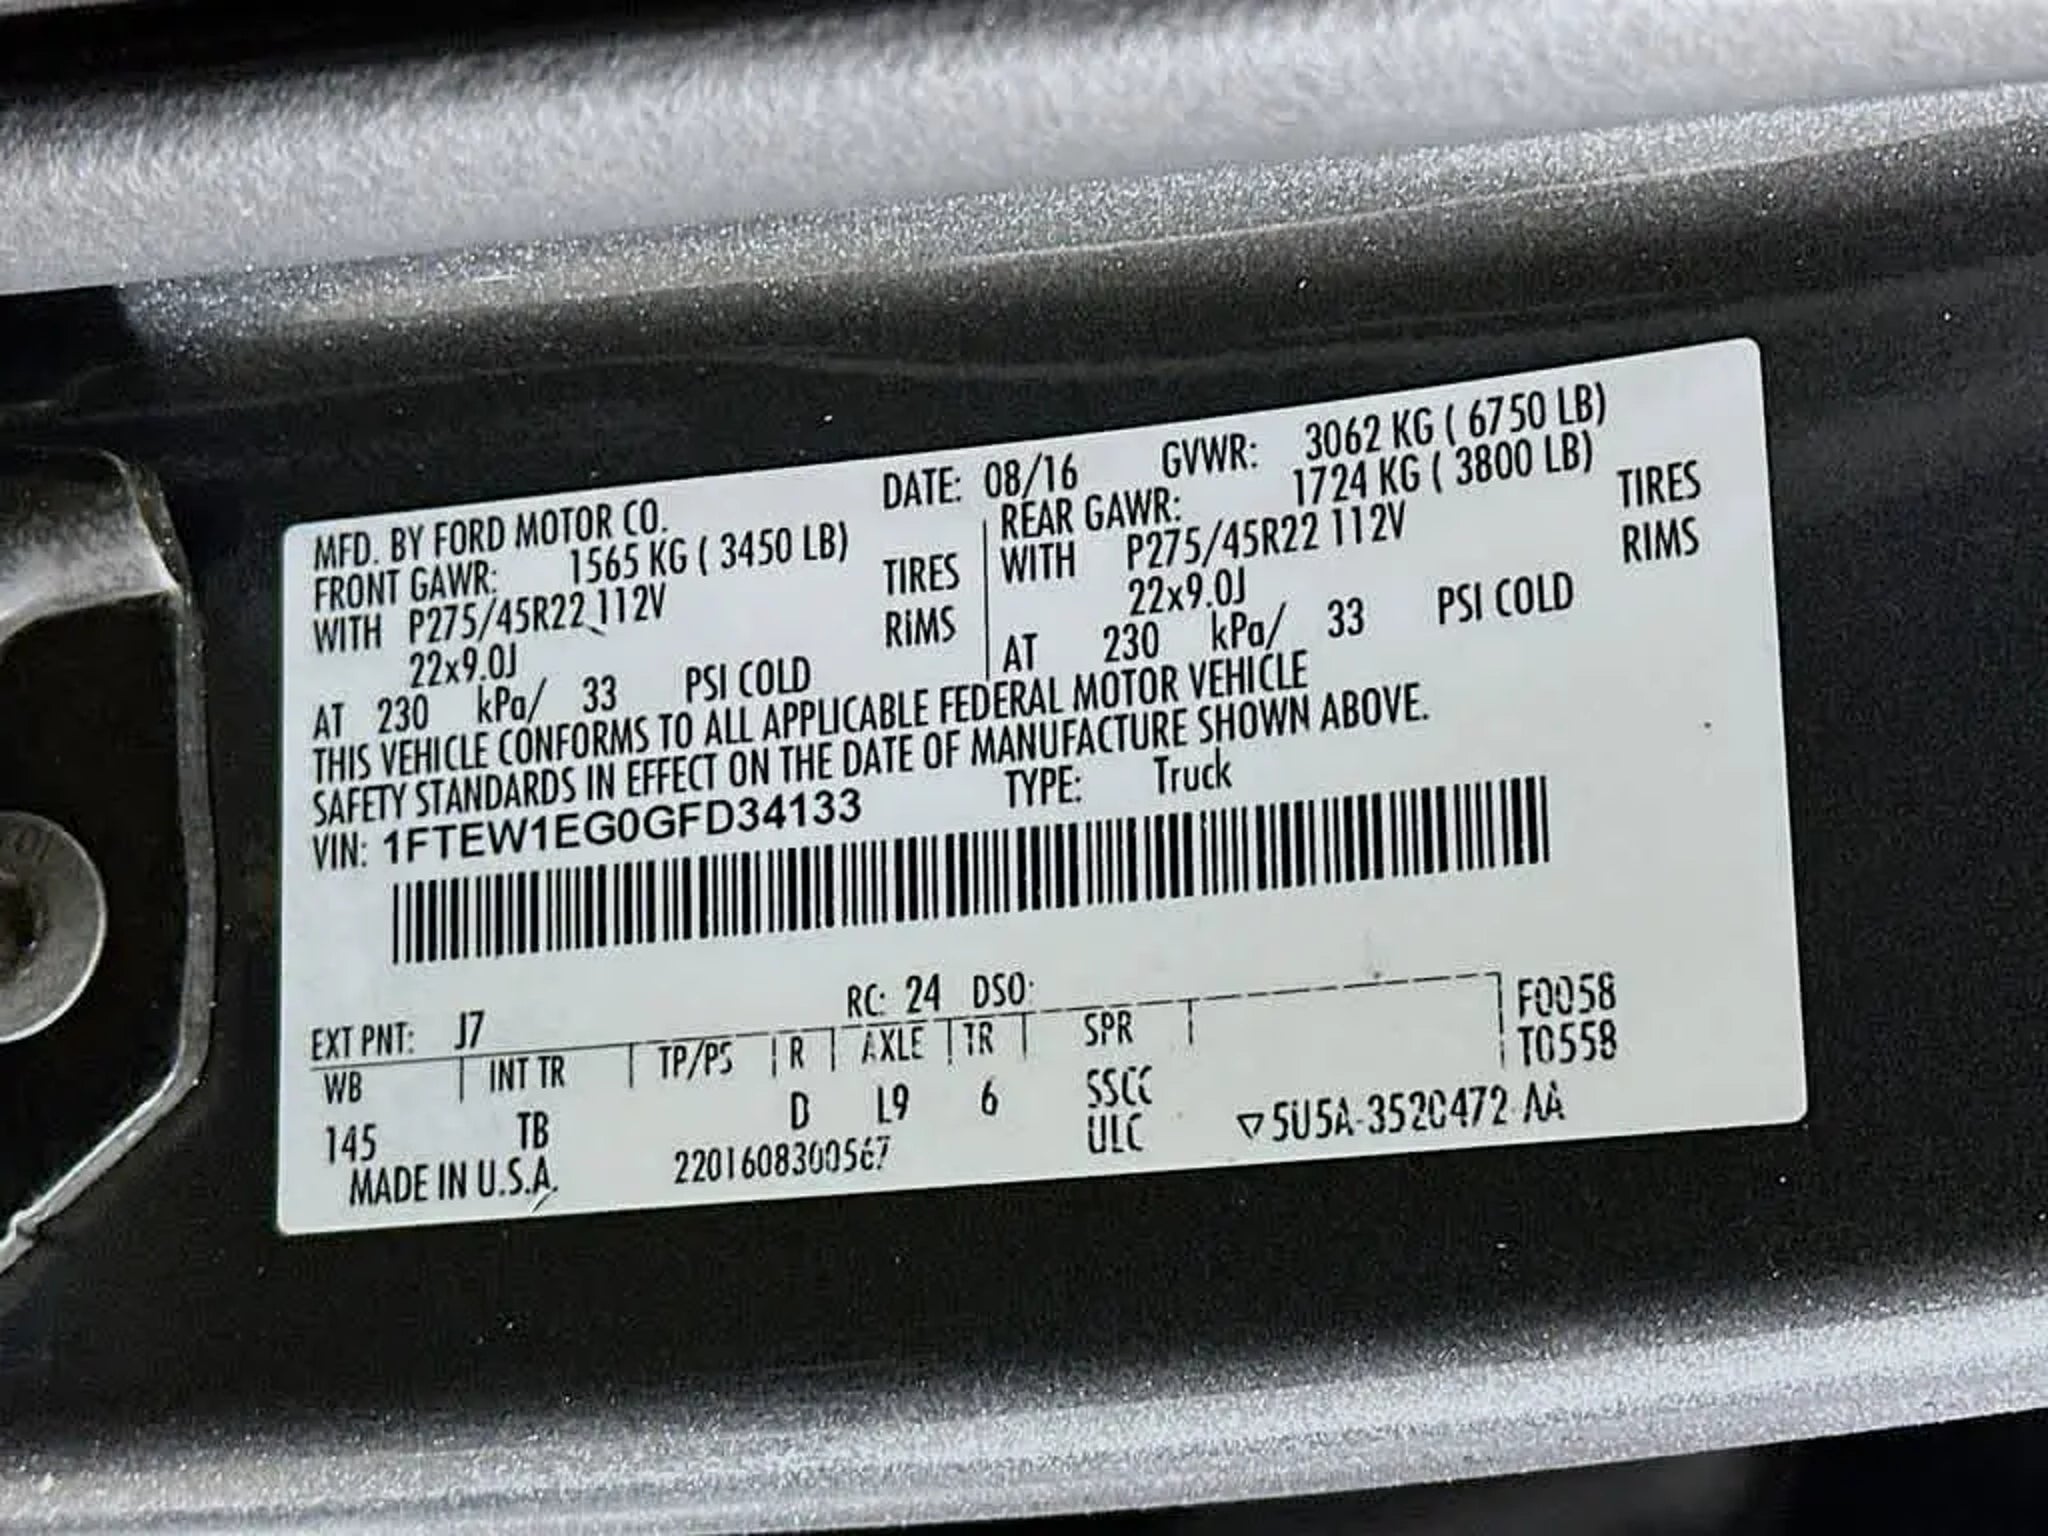 MFD. BY FORD MOTOR CO. DATE: 08/16 GVWR: 3062 KG ( 6750 LB)
FRONT GAWR: 1565 KG ( 3450 LB)
WITH P275/45R22 112V TIRES
22x9.0J RiMS
AT 230 kPa/ 33 PSI COLD
REAR GAWR: 1724 KG ( 3800 LB)
WITH P275/45R22 112V TIRES
22x9.0J RIMS
AT 230 kPa/ 33 PSI COLD
THIS VEHICLE CONFORMS TO ALL APPLICABLE FEDERAL MOTOR VEHICLE
SAFETY STANDARDS IN EFFECT ON THE DATE OF MANUFACTURE SHOWN ABOVE.
VIN: 1FTEW1EG0GFD34133 TYPE: Truck
EXT PNT: J7 RC: 24 DSO: F0058
WB INT TR TP/PS R AXLE TR SPR T0558
145 TB D L9 6 SSCC
ULC ▽5U5A-3520472 AA
MADE IN U.S.A. 2201608300567